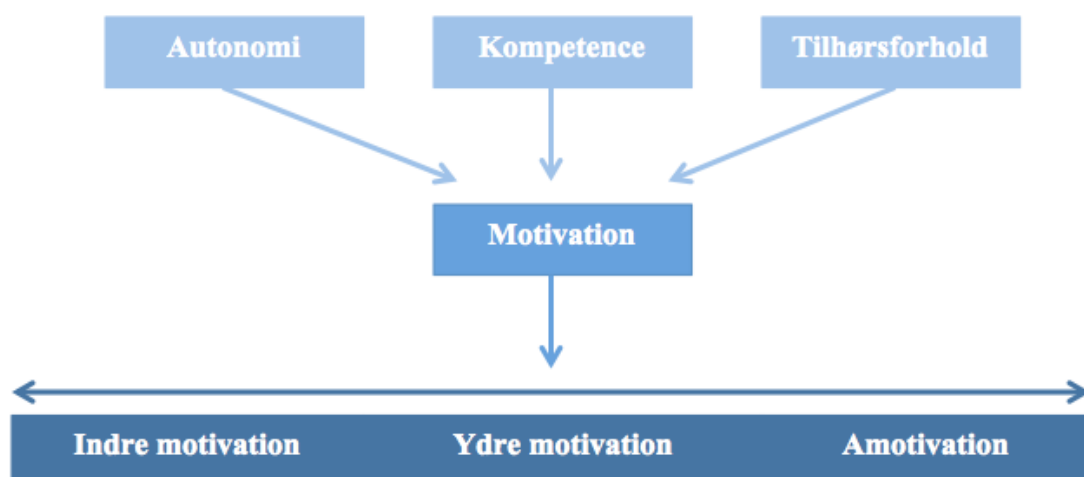 Autonomi
Kompetence
Tilhørsforhold
Motivation
Indre motivation
Ydre motivation
Amotivation